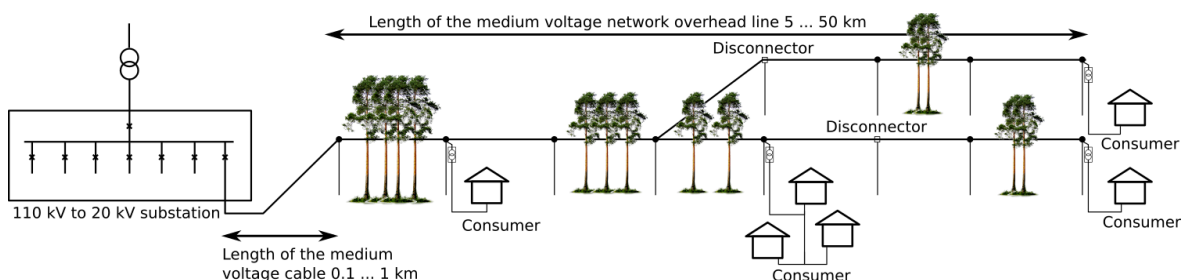 Length of the medium voltage network overhead line 5 ... 50 km
Disconnector
Disconnector
Consumer
110 kV to 20 kV substation
Consumer
Consumer
Length of the medium
voltage cable 0.1 ... 1 km
Consumer